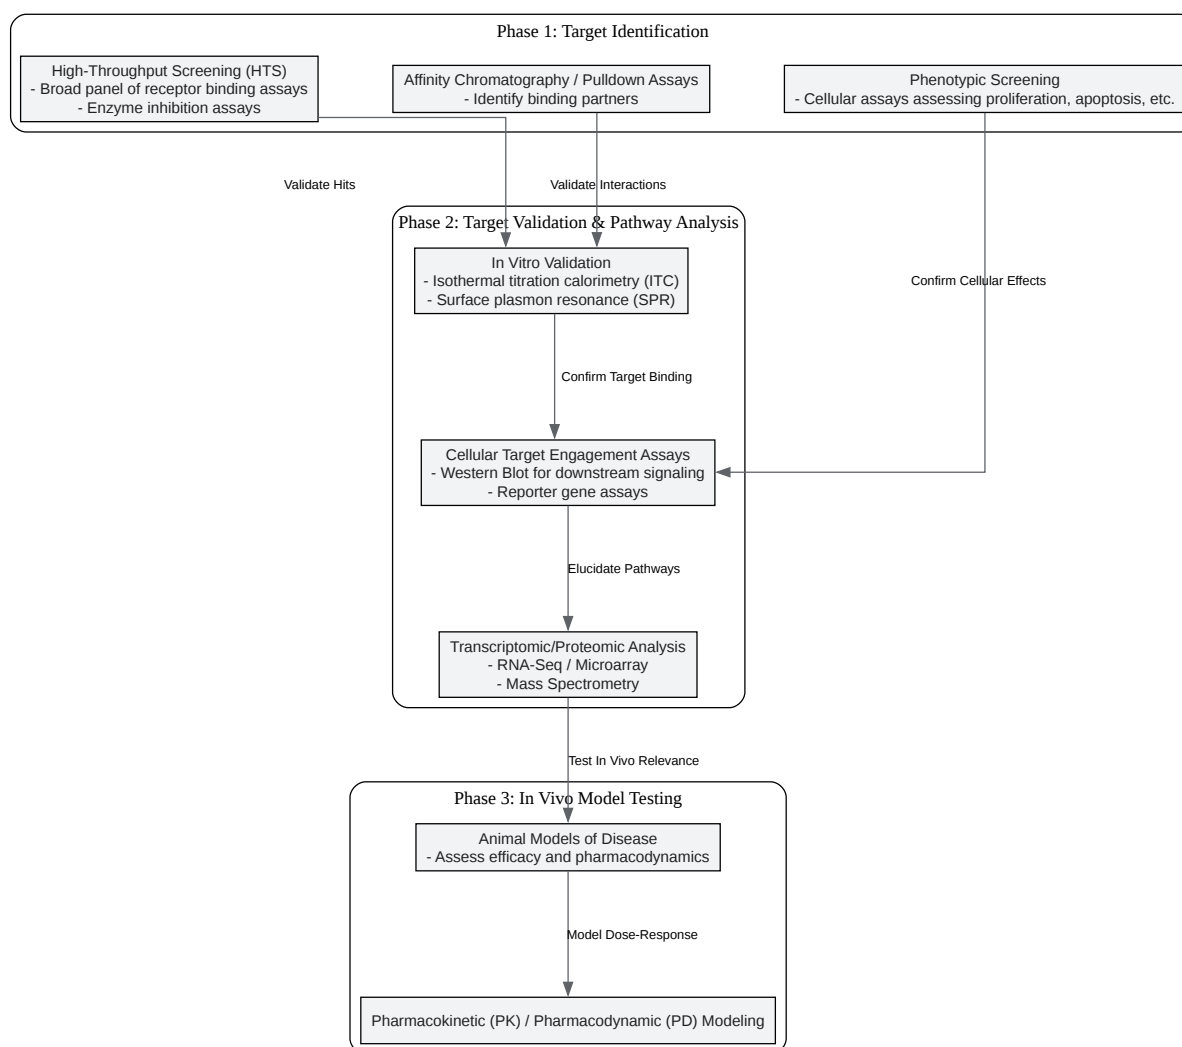 Phase 1: Target Identification
High-Throughput Screening (HTS)
- Broad panel of receptor binding assays
- Enzyme inhibition assays
Affinity Chromatography / Pulldown Assays
- Identify binding partners
Phenotypic Screening
- Cellular assays assessing proliferation, apoptosis, etc.
Validate Hits
Validate Interactions
Phase 2: Target Validation & Pathway Analysis
In Vitro Validation
- Isothermal titration calorimetry (ITC)
- Surface plasmon resonance (SPR)
Confirm Cellular Effects
Confirm Target Binding
Cellular Target Engagement Assays
- Western Blot for downstream signaling
- Reporter gene assays
Elucidate Pathways
Transcriptomic/Proteomic Analysis
- RNA-Seq / Microarray
- Mass Spectrometry
Test In Vivo Relevance
Phase 3: In Vivo Model Testing
Animal Models of Disease
- Assess efficacy and pharmacodynamics
Model Dose-Response
Pharmacokinetic (PK) / Pharmacodynamic (PD) Modeling